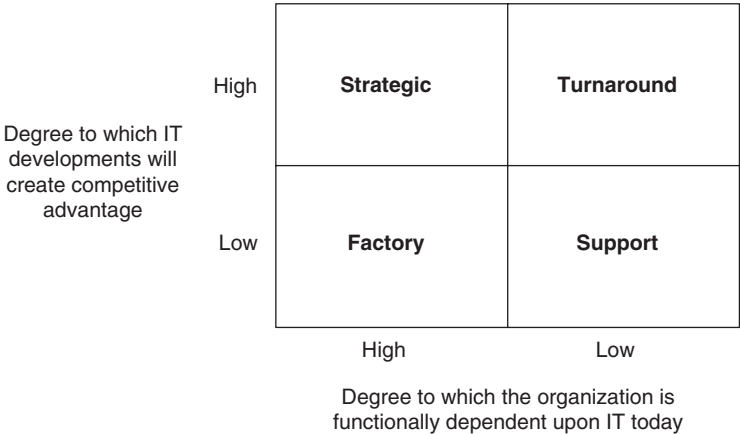 High
Strategic
Turnaround
Degree to which IT
developments will
create competitive
advantage
Low
Factory
Support
High
Low
Degree to which the organization is
functionally dependent upon IT today